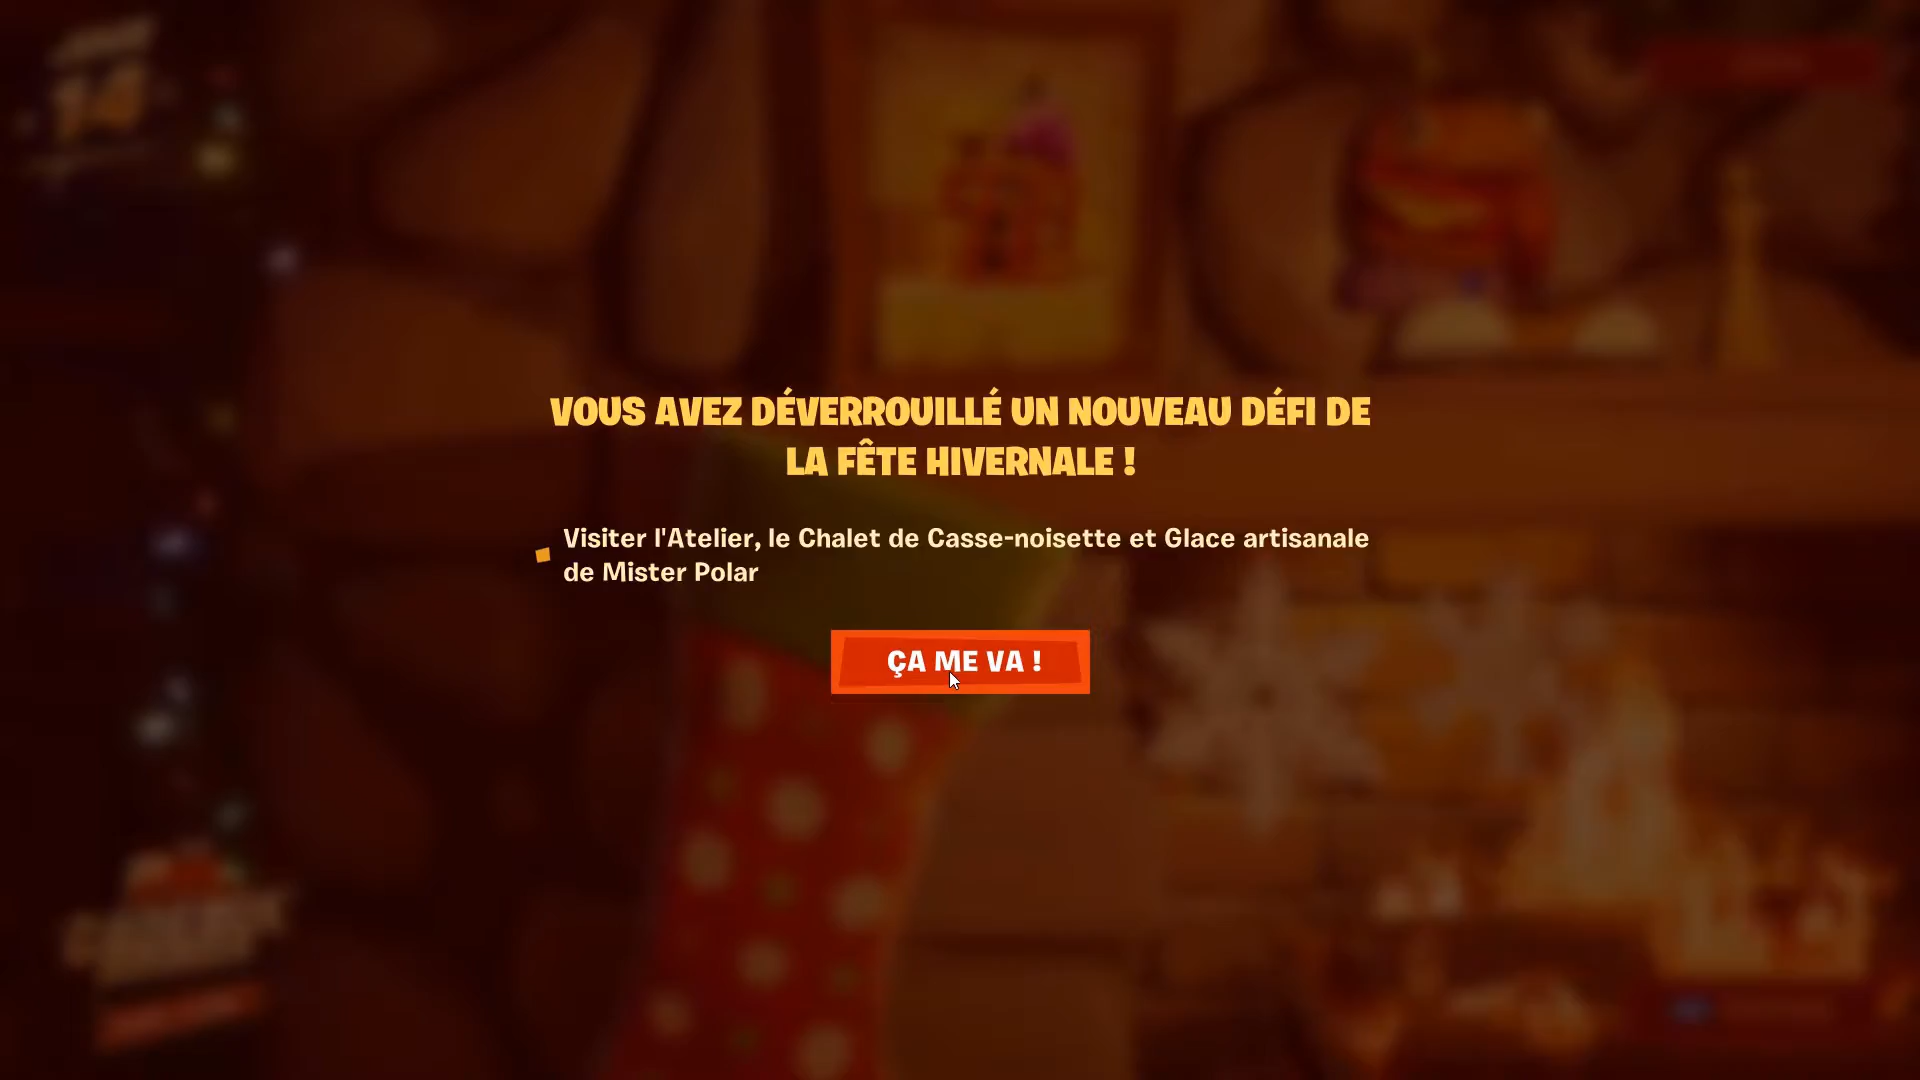 14
VOUS AVEZ DÉVERROUILLÉ UN NOUVEAU DÉFI DE
LA FÊTE HIVERNALE !
Visiter l'Atelier, le Chalet de Casse-noisette et Glace artisanale
de Mister Polar
ÇA ME VA !